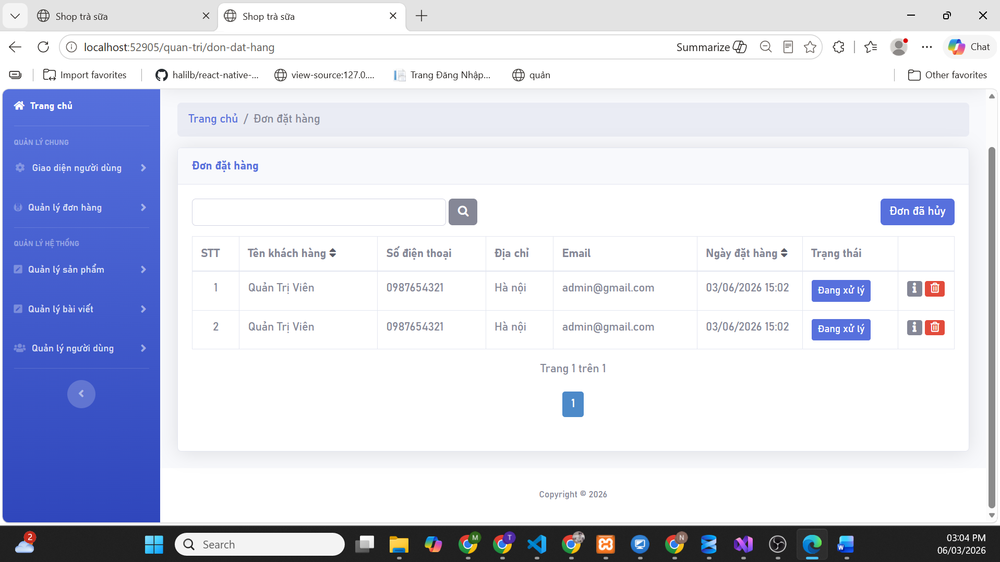 Shop trà sữa
Shop trà sữa
localhost:52905/quan-tri/don-dat-hang
Summarize
Chat
Import favorites
halilb/react-native-...
view-source:127.0....
Trang Đăng Nhập...
quản
Other favorites
Trang chủ
QUẢN LÝ CHUNG
Giao diện người dùng
Quản lý đơn hàng
QUẢN LÝ HỆ THỐNG
Quản lý sản phẩm
Quản lý bài viết
Quản lý người dùng
Trang chủ / Đơn đặt hàng
Đơn đặt hàng
Đơn đã hủy
STT Tên khách hàng Số điện thoại Địa chỉ Email Ngày đặt hàng Trạng thái
1 Quản Trị Viên 0987654321 Hà nội admin@gmail.com 03/06/2026 15:02 Đang xử lý
2 Quản Trị Viên 0987654321 Hà nội admin@gmail.com 03/06/2026 15:02 Đang xử lý
Trang 1 trên 1
1
Copyright © 2026
2
Search
M
T
N
03:04 PM
06/03/2026